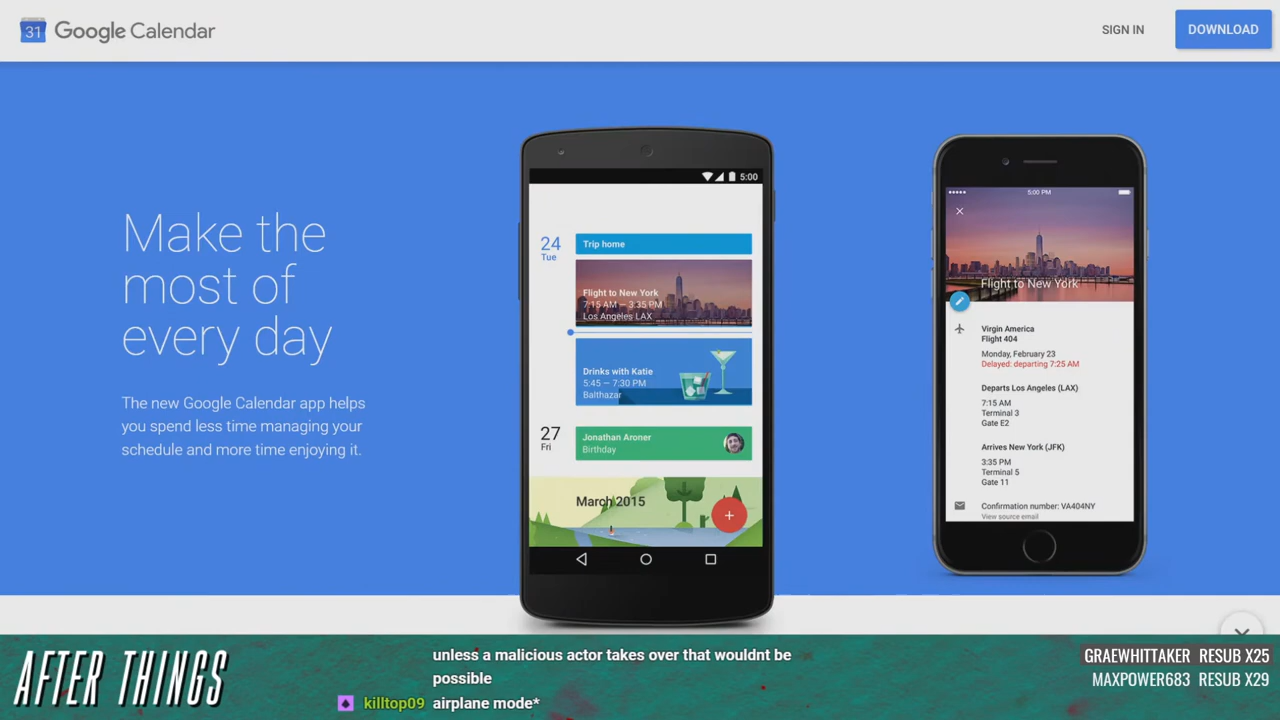 31 Google Calendar
SIGN IN
DOWNLOAD
Make the
most of
every day
The new Google Calendar app helps
you spend less time managing your
schedule and more time enjoying it.
5:00
24
Tue
Trip home
Flight to New York
7:15 AM — 3:35 PM
Los Angeles LAX
Drinks with Katie
5:45 — 7:30 PM
Balthazar
27
Fri
Jonathan Aroner
Birthday
March 2015
+
5:00 PM
Flight to New York
Virgin America
Flight 404
Monday, February 23
Delayed: departing 7:25 AM
Departs Los Angeles (LAX)
7:15 AM
Terminal 3
Gate E2
Arrives New York (JFK)
3:35 PM
Terminal 5
Gate 11
Confirmation number: VA404NY
View source email
AFTER THINGS
unless a malicious actor takes over that wouldnt be
possible
killtop09 airplane mode*
GRAEWHITTAKER RESUB X25
MAXPOWER683 RESUB X29